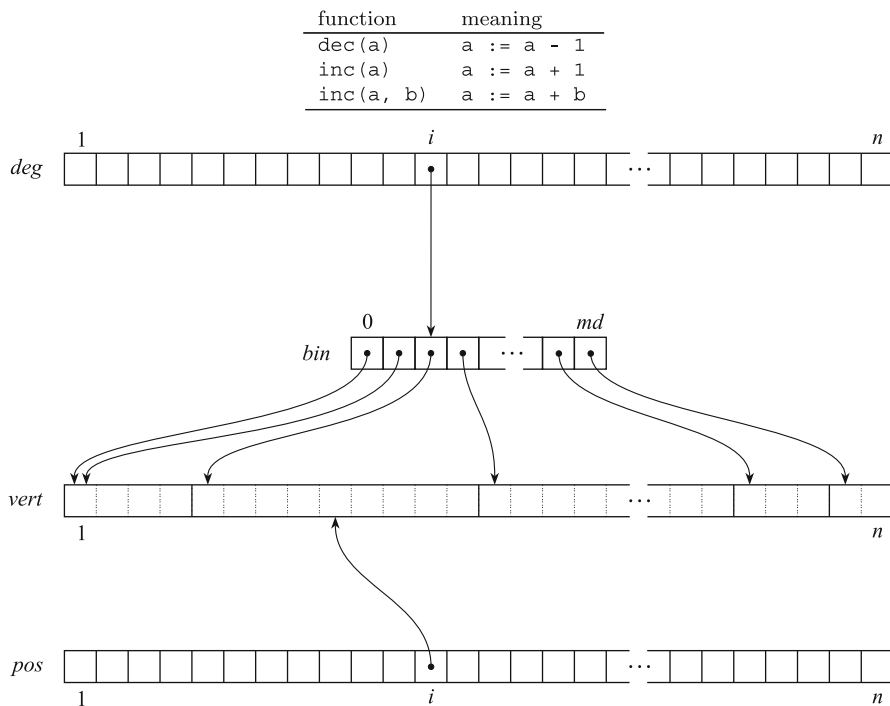 function meaning
dec(a) a := a - 1
inc(a) a := a + 1
inc(a, b) a := a + b
1 i n
deg ...
0 md
bin ...
vert ...
1 n
pos ...
1 i n